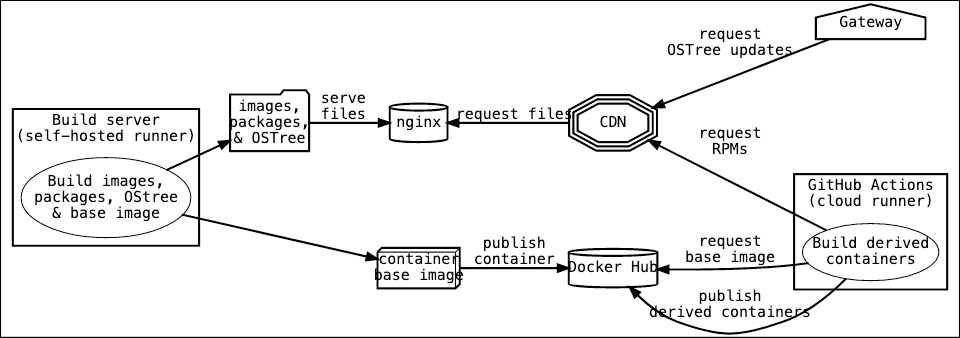 Gateway
request
OSTree updates
Build server
(self-hosted runner)
images,
packages,
& OSTree
serve
files
nginx
request files
CDN
request
RPMs
Build images,
packages, OStree
& base image
GitHub Actions
(cloud runner)
Build derived
containers
container
base image
publish
container
Docker Hub
request
base image
publish
derived containers